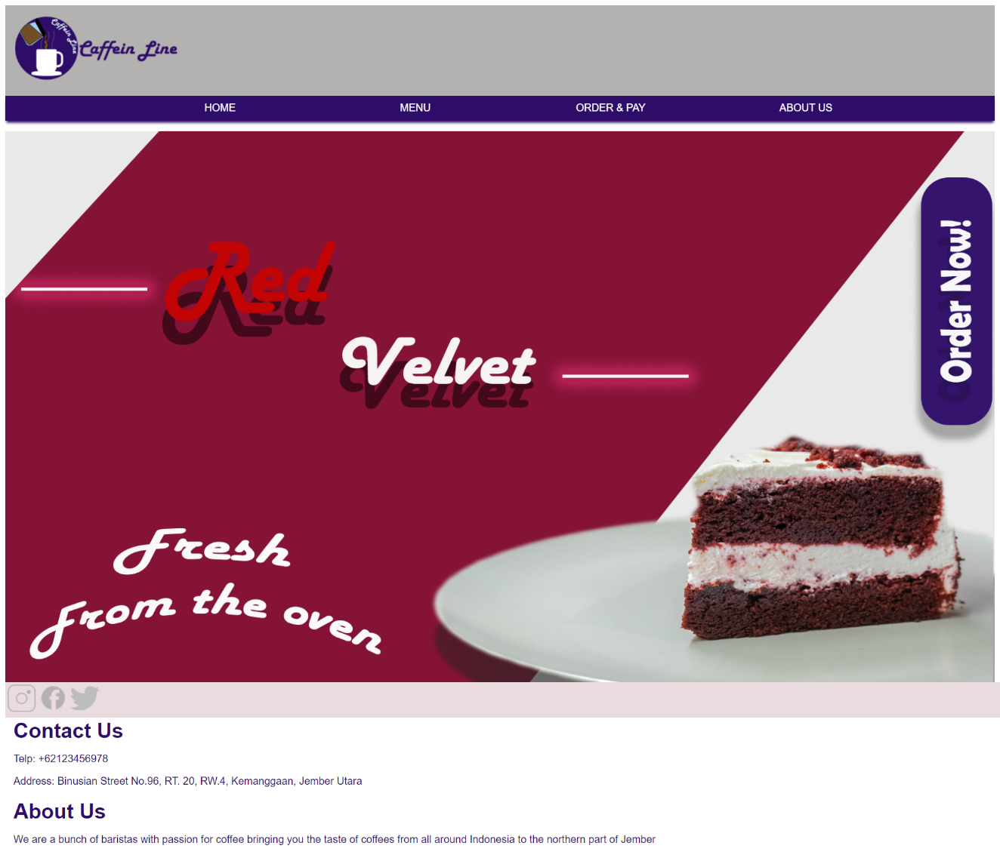 Caffein Line
Caffein Line
HOME
MENU
ORDER & PAY
ABOUT US
Red
Velvet
Order Now!
Fresh
From the oven
Contact Us
Telp: +62123456978
Address: Binusian Street No.96, RT. 20, RW.4, Kemanggaan, Jember Utara
About Us
We are a bunch of baristas with passion for coffee bringing you the taste of coffees from all around Indonesia to the northern part of Jember